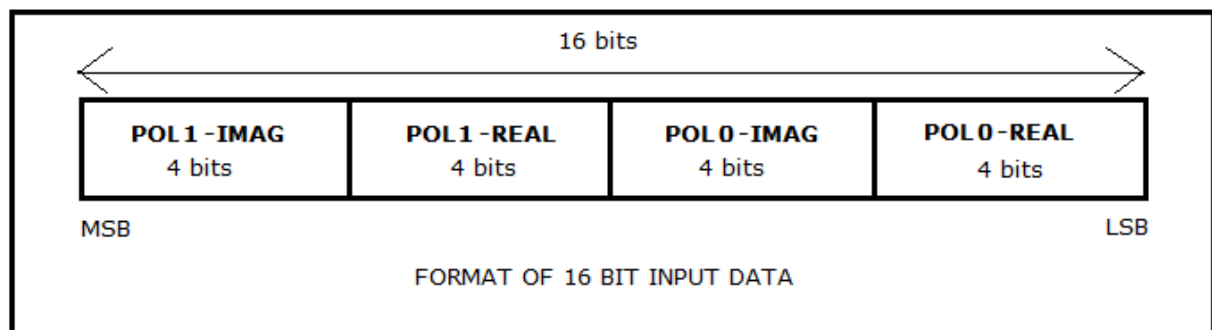 16 bits
POL1-IMAG POL1-REAL POL0-IMAG POL0-REAL
4 bits 4 bits 4 bits 4 bits
MSB LSB
FORMAT OF 16 BIT INPUT DATA